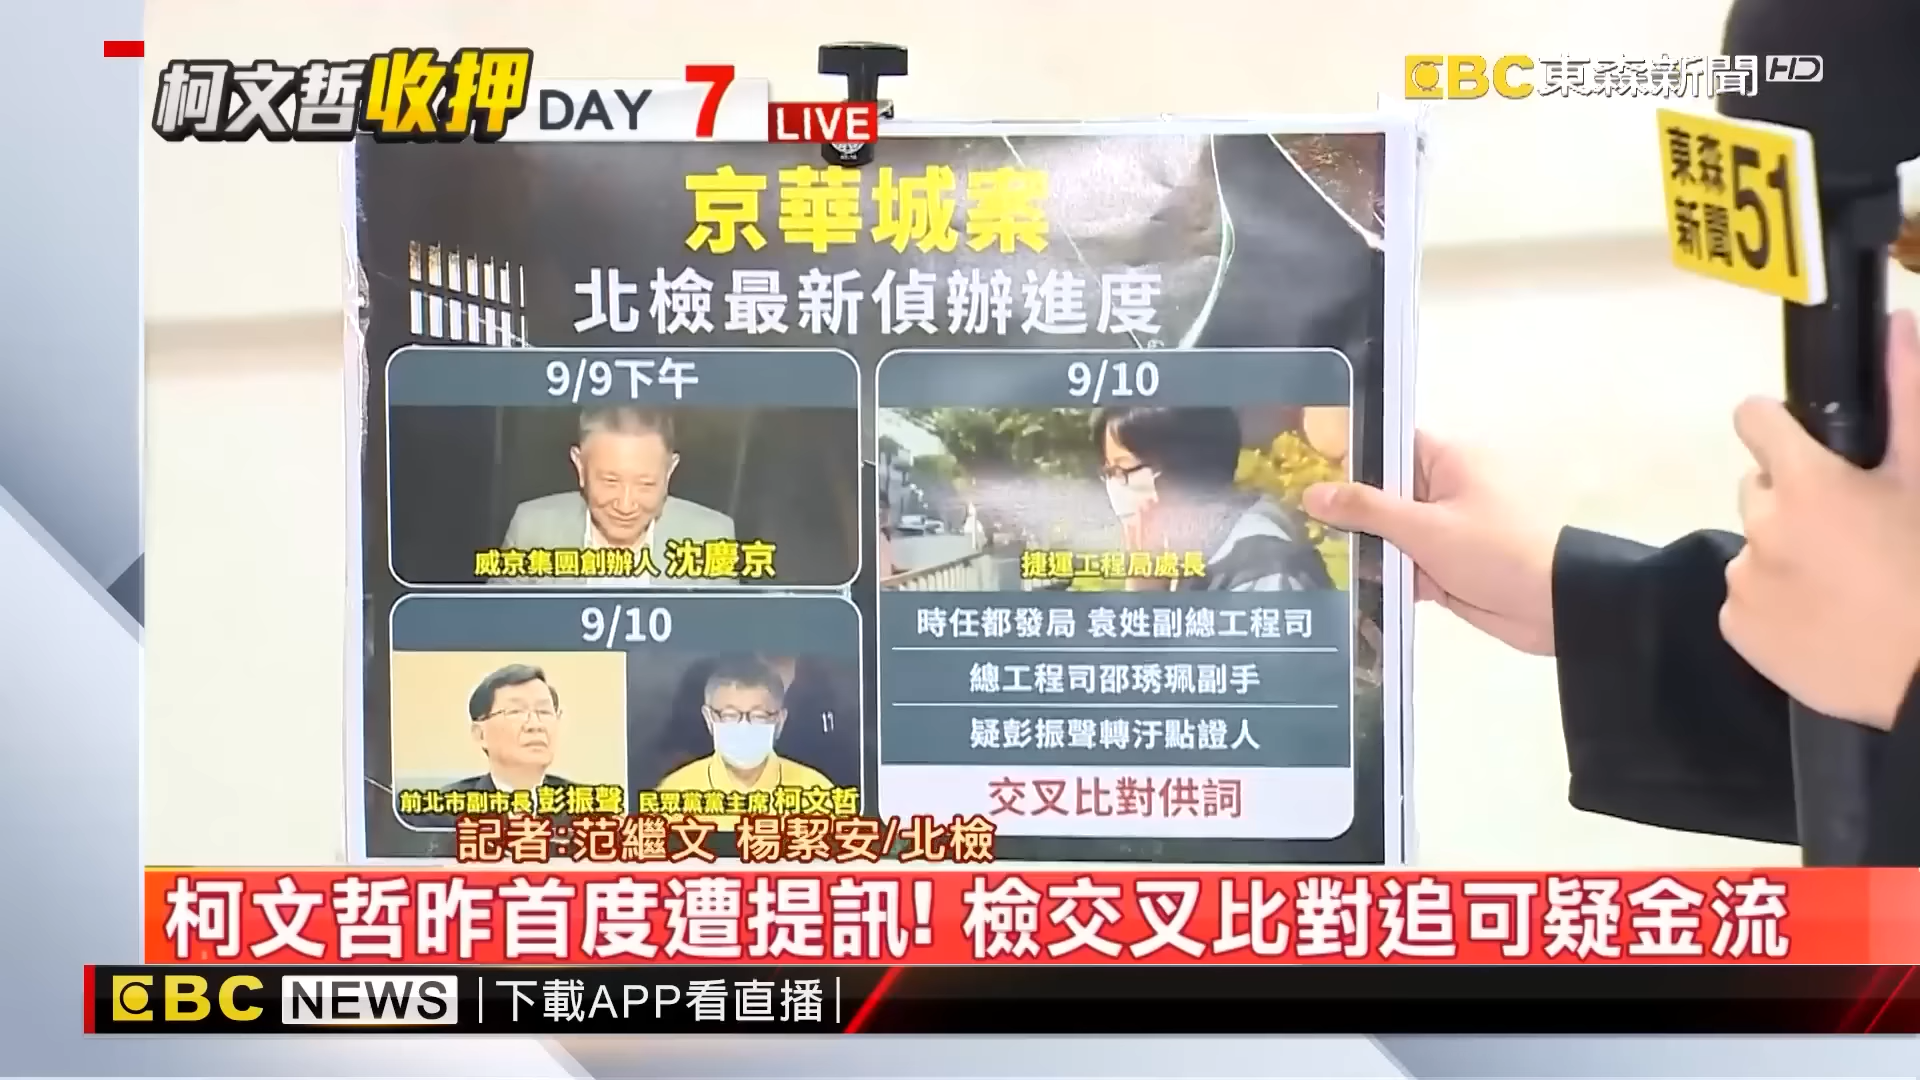 柯文哲收押 DAY 7
LIVE
EBC東森新聞HD
東森
新聞51
京華城案
北檢最新偵辦進度
9/9下午
威京集團創辦人 沈慶京
9/10
前北市副市長 彭振聲
民眾黨黨主席 柯文哲
9/10
捷運工程局處長
時任都發局 袁姓副總工程司
總工程司邵琇珮副手
疑彭振聲轉汙點證人
交叉比對供詞
記者:范繼文 楊絜安/北檢
柯文哲昨首度遭提訊! 檢交叉比對追可疑金流
EBC NEWS |下載APP看直播|